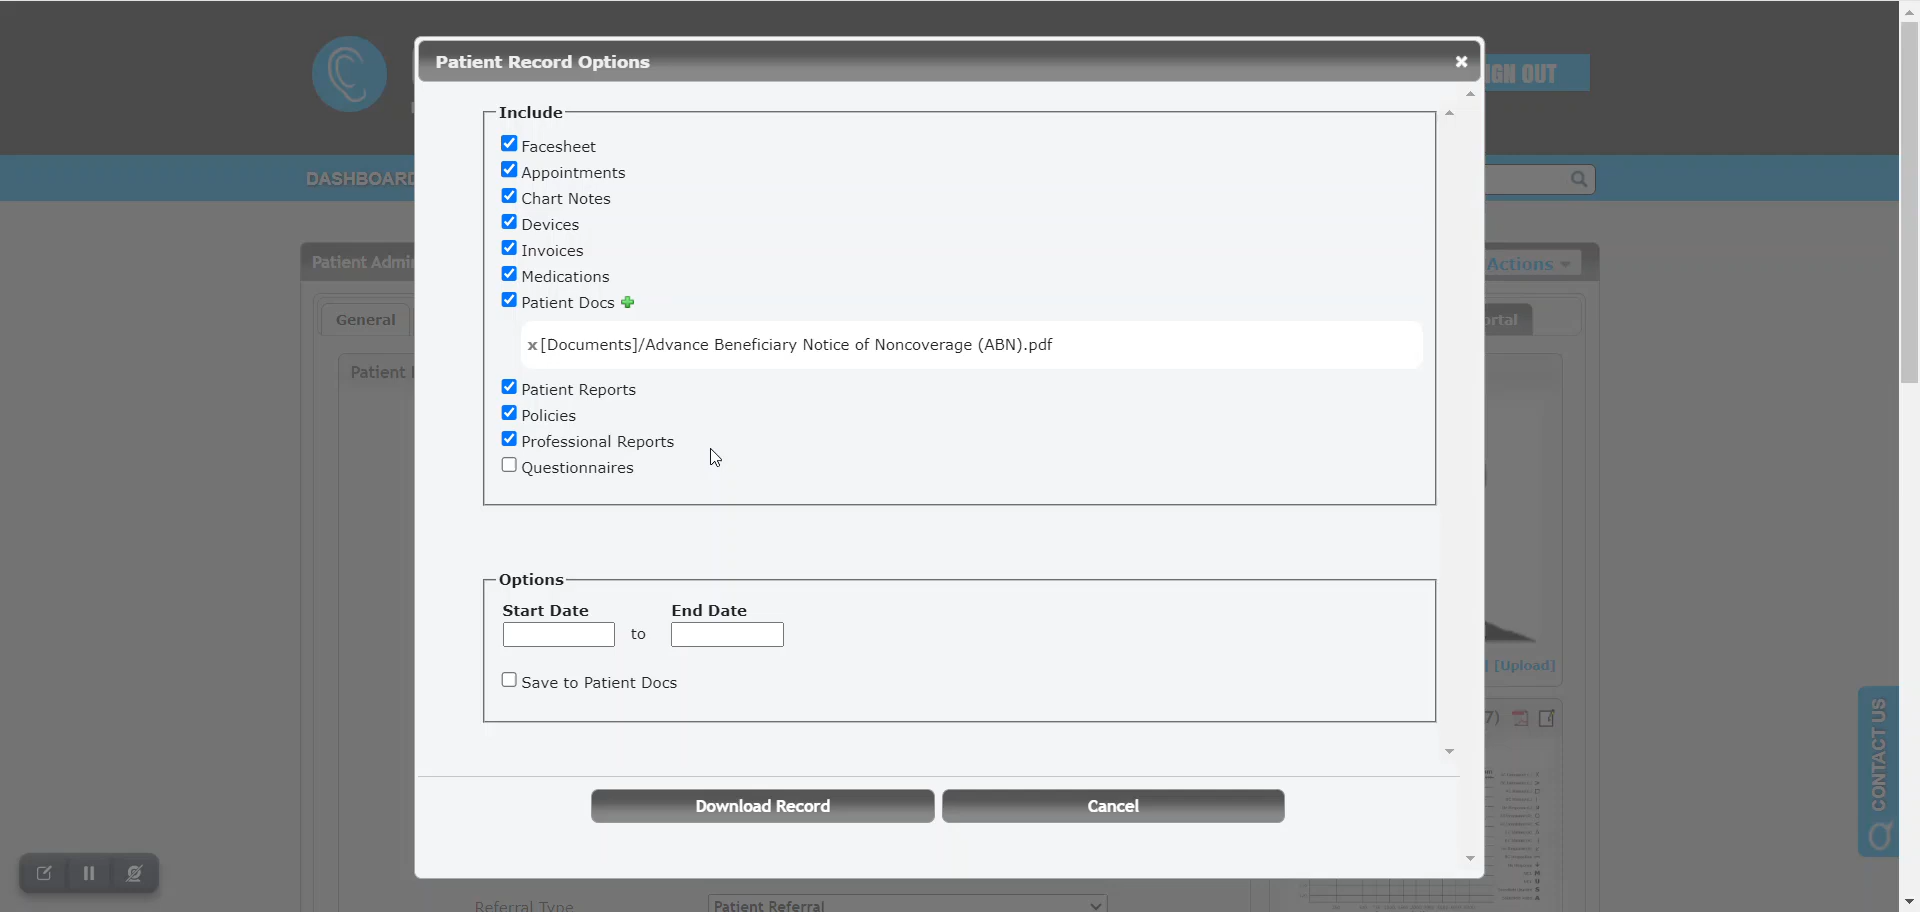 Patient Record Options
IGN OUT
DASHBOARD
Include
Facesheet
Appointments
Chart Notes
Devices
Invoices
Medications
Patient Docs
x [Documents]/Advance Beneficiary Notice of Noncoverage (ABN).pdf
Patient Reports
Policies
Professional Reports
Questionnaires
Patient Admi
Actions
General
ortal
Patient
Options
Start Date
End Date
to
Save to Patient Docs
[Upload]
7)
CONTACT US
Download Record
Cancel
Referral Type
Patient Referral